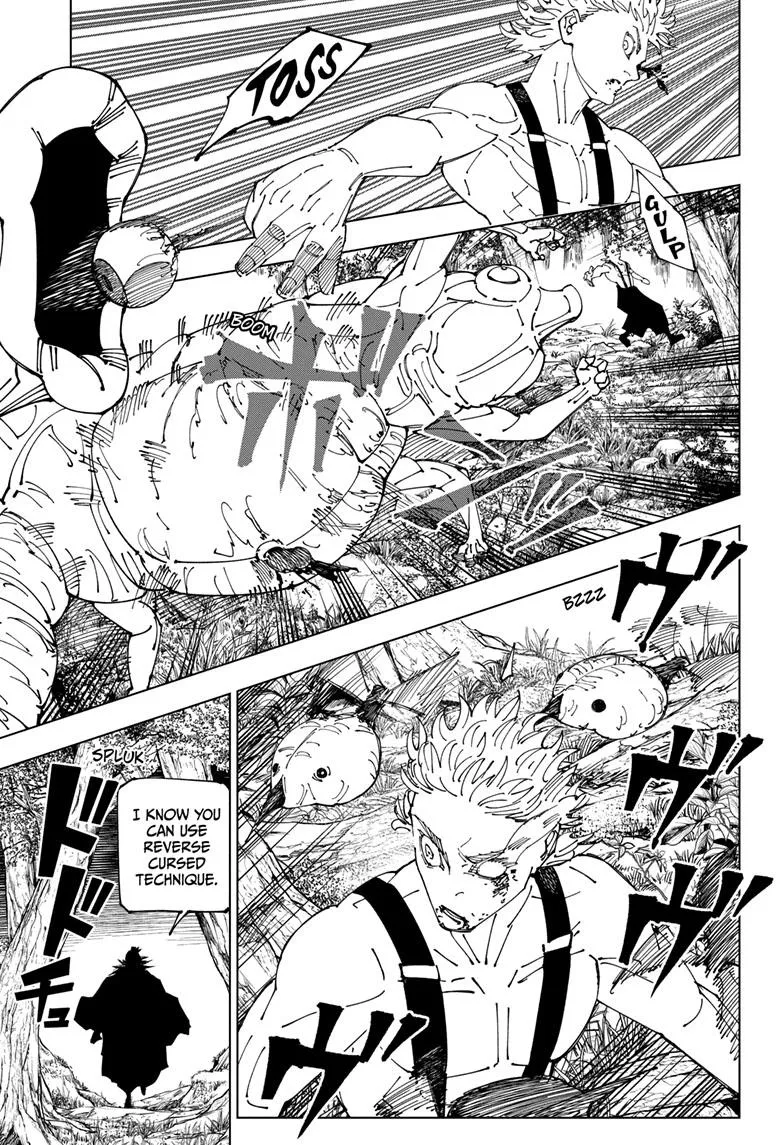 TOSS
GULP
BOOM
ボン
BZZZ
ヴ
ヴ
ヴ
ヴ
SPLUK
ドドドチュ
I KNOW YOU
CAN USE
REVERSE
CURSED
TECHNIQUE.